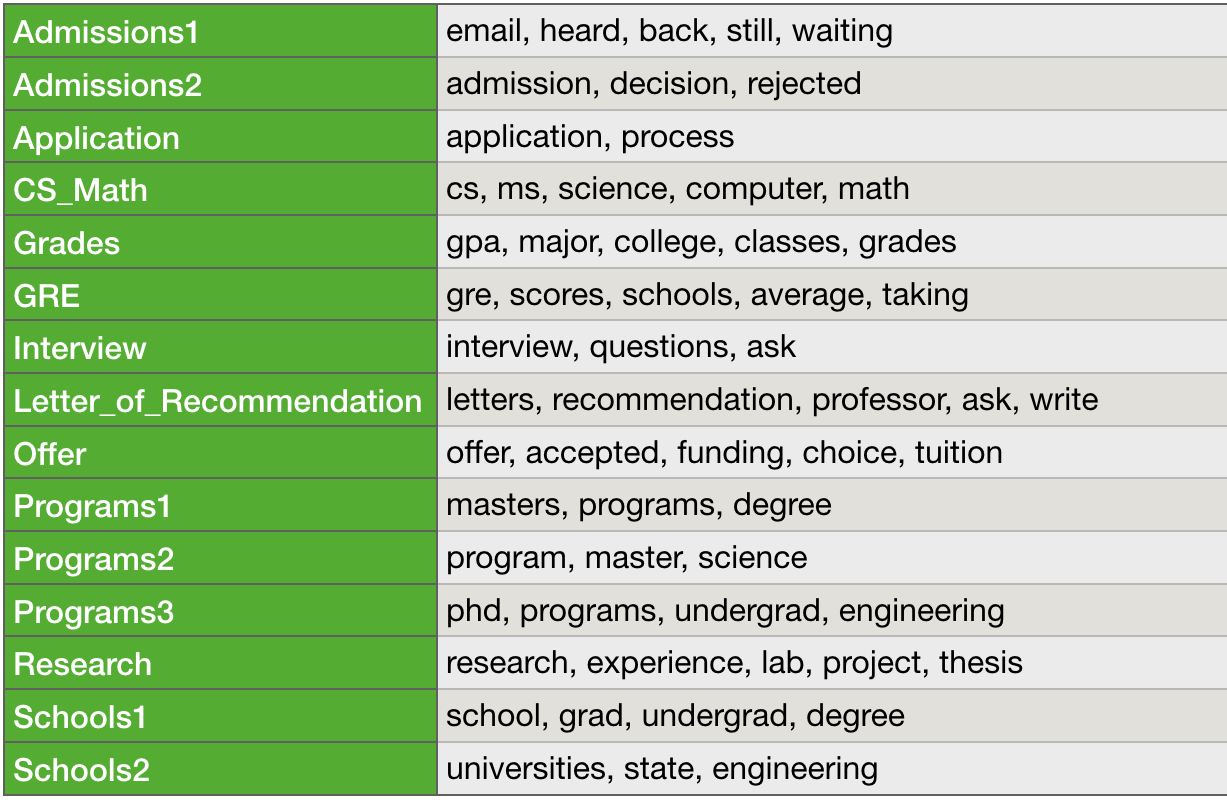 Admissions1 email, heard, back, still, waiting
Admissions2 admission, decision, rejected
Application application, process
CS_Math cs, ms, science, computer, math
Grades gpa, major, college, classes, grades
GRE gre, scores, schools, average, taking
Interview interview, questions, ask
Letter_of_Recommendation letters, recommendation, professor, ask, write
Offer offer, accepted, funding, choice, tuition
Programs1 masters, programs, degree
Programs2 program, master, science
Programs3 phd, programs, undergrad, engineering
Research research, experience, lab, project, thesis
Schools1 school, grad, undergrad, degree
Schools2 universities, state, engineering